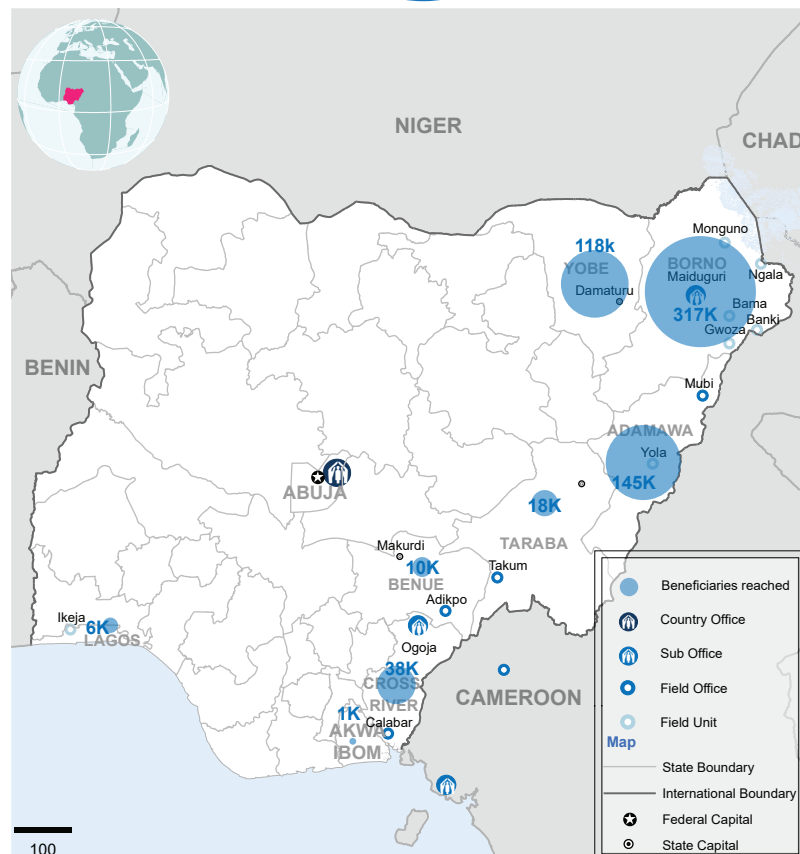 NIGER
CHAD
118k
YOBE
Damaturu
Monguno
BORNO
Maiduguri
Ngala
317K
Bama
Banki
Gwoza
BENIN
Mubi
ADAMAWA
Yola
145K
ABUJA
18K
TARABA
Makurdi
10K
BENUE
Takum
Adikpo
Ikeja
6K
LAGOS
Ogoja
38K
CROSS
RIVER
1K
Calabar
AKWA
IBOM
CAMEROON
Beneficiaries reached
Country Office
Sub Office
Field Office
Field Unit
Map
State Boundary
International Boundary
Federal Capital
State Capital
100